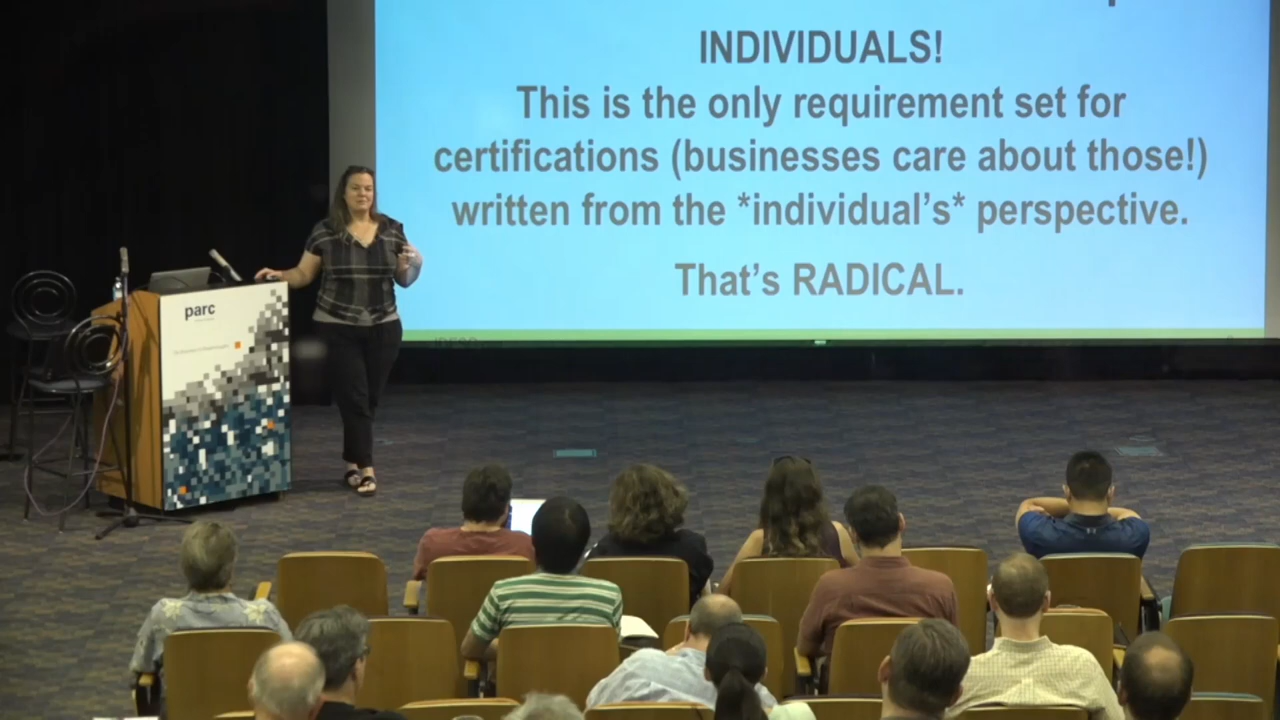 INDIVIDUALS!
This is the only requirement set for
certifications (businesses care about those!)
written from the *individual's* perspective.
That's RADICAL.
parc